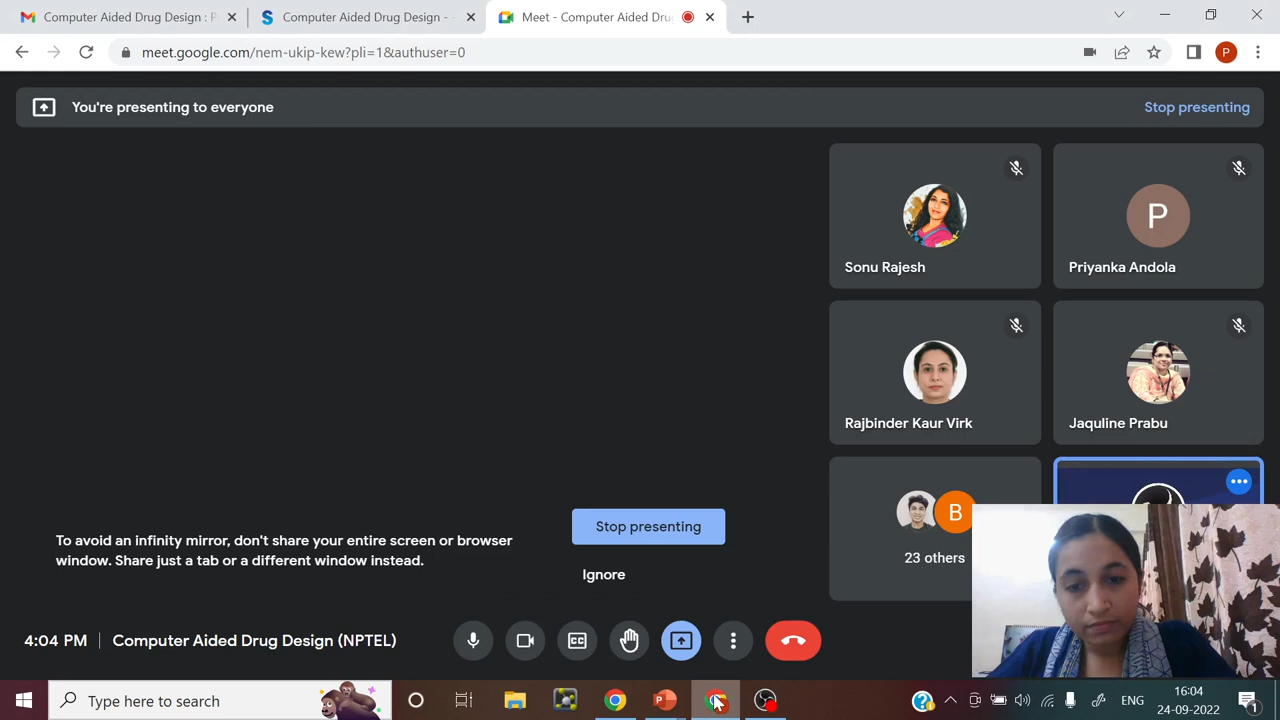 Computer Aided Drug Design : P
Computer Aided Drug Design -
Meet - Computer Aided Dru
meet.google.com/nem-ukip-kew?pli=1&authuser=0
P
You're presenting to everyone
Stop presenting
Sonu Rajesh
P
Priyanka Andola
Rajbinder Kaur Virk
Jaquline Prabu
B
23 others
To avoid an infinity mirror, don't share your entire screen or browser
window. Share just a tab or a different window instead.
Stop presenting
Ignore
4:04 PM
Computer Aided Drug Design (NPTEL)
Type here to search
ENG
16:04
24-09-2022
1